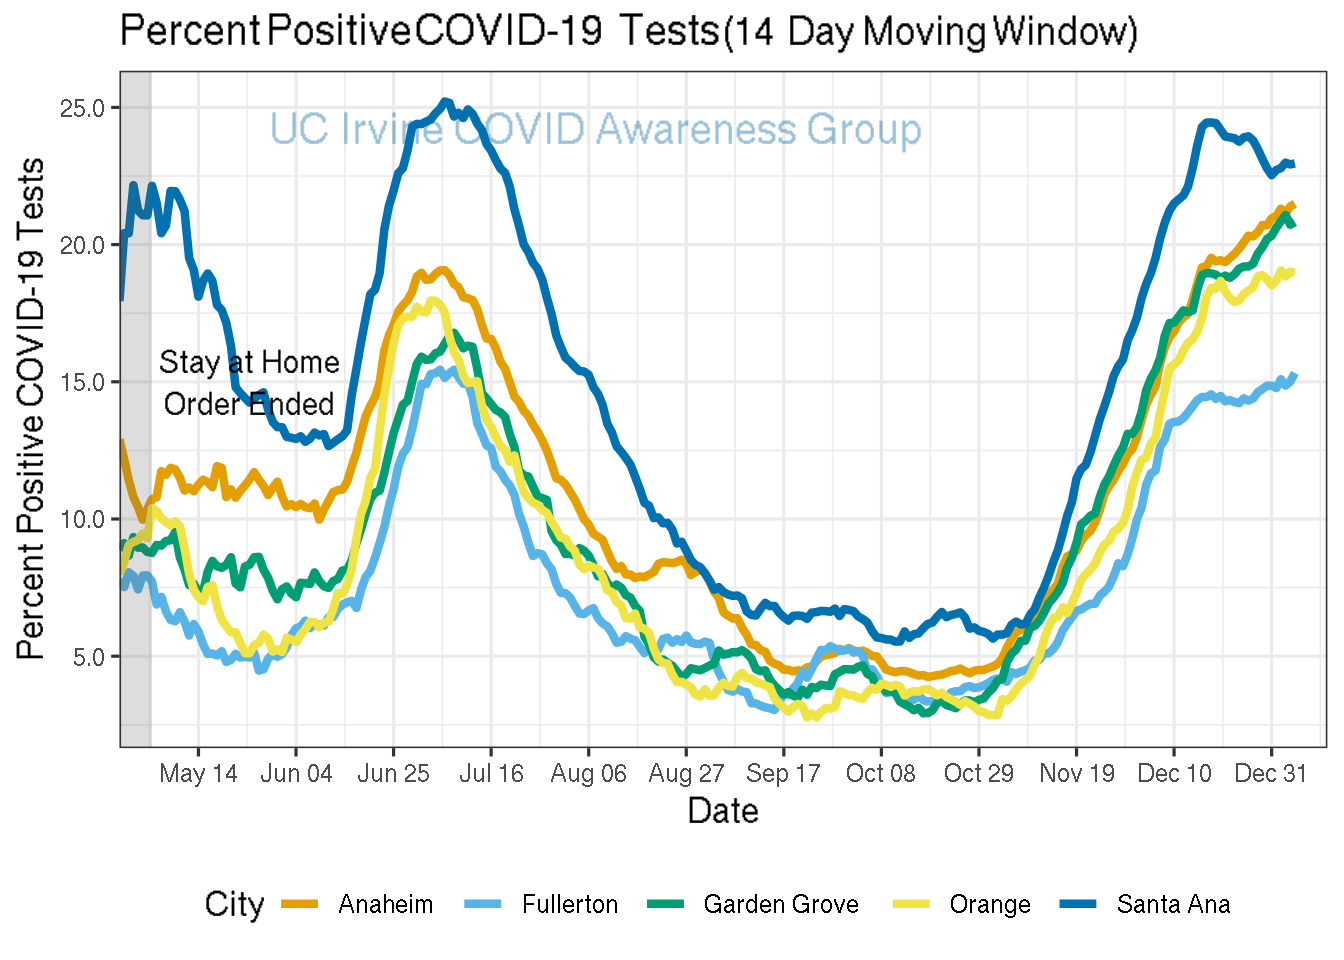 Percent Positive COVID-19 Tests (14 Day Moving Window)
UC Irvine COVID Awareness Group
Percent Positive COVID-19 Tests
25.0
20.0
15.0
10.0
5.0
Stay at Home
Order Ended
May 14 Jun 04 Jun 25 Jul 16 Aug 06 Aug 27 Sep 17 Oct 08 Oct 29 Nov 19 Dec 10 Dec 31
Date
City Anaheim Fullerton Garden Grove Orange Santa Ana